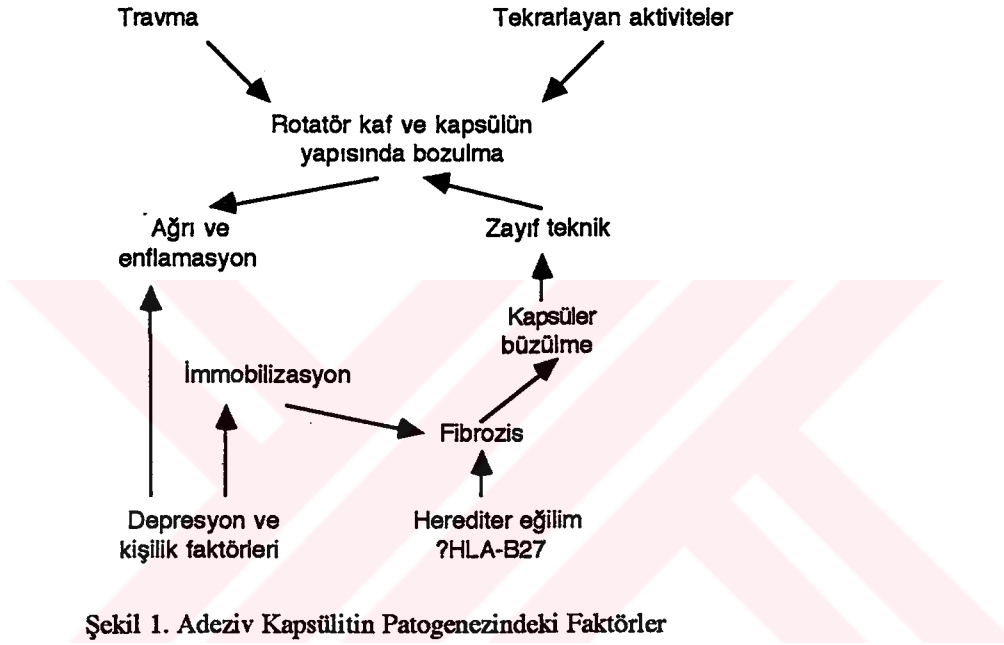 Travma
Tekrarlayan aktiviteler
Rotatör kaf ve kapsülün
yapısında bozulma
Ağrı ve
enflamasyon
Zayıf teknik
Kapsüler
büzülme
İmmobilizasyon
Fibrozis
Depresyon ve
kişilik faktörleri
Herediter eğilim
?HLA-B27
Şekil 1. Adeziv Kapsülitin Patogenezindeki Faktörler